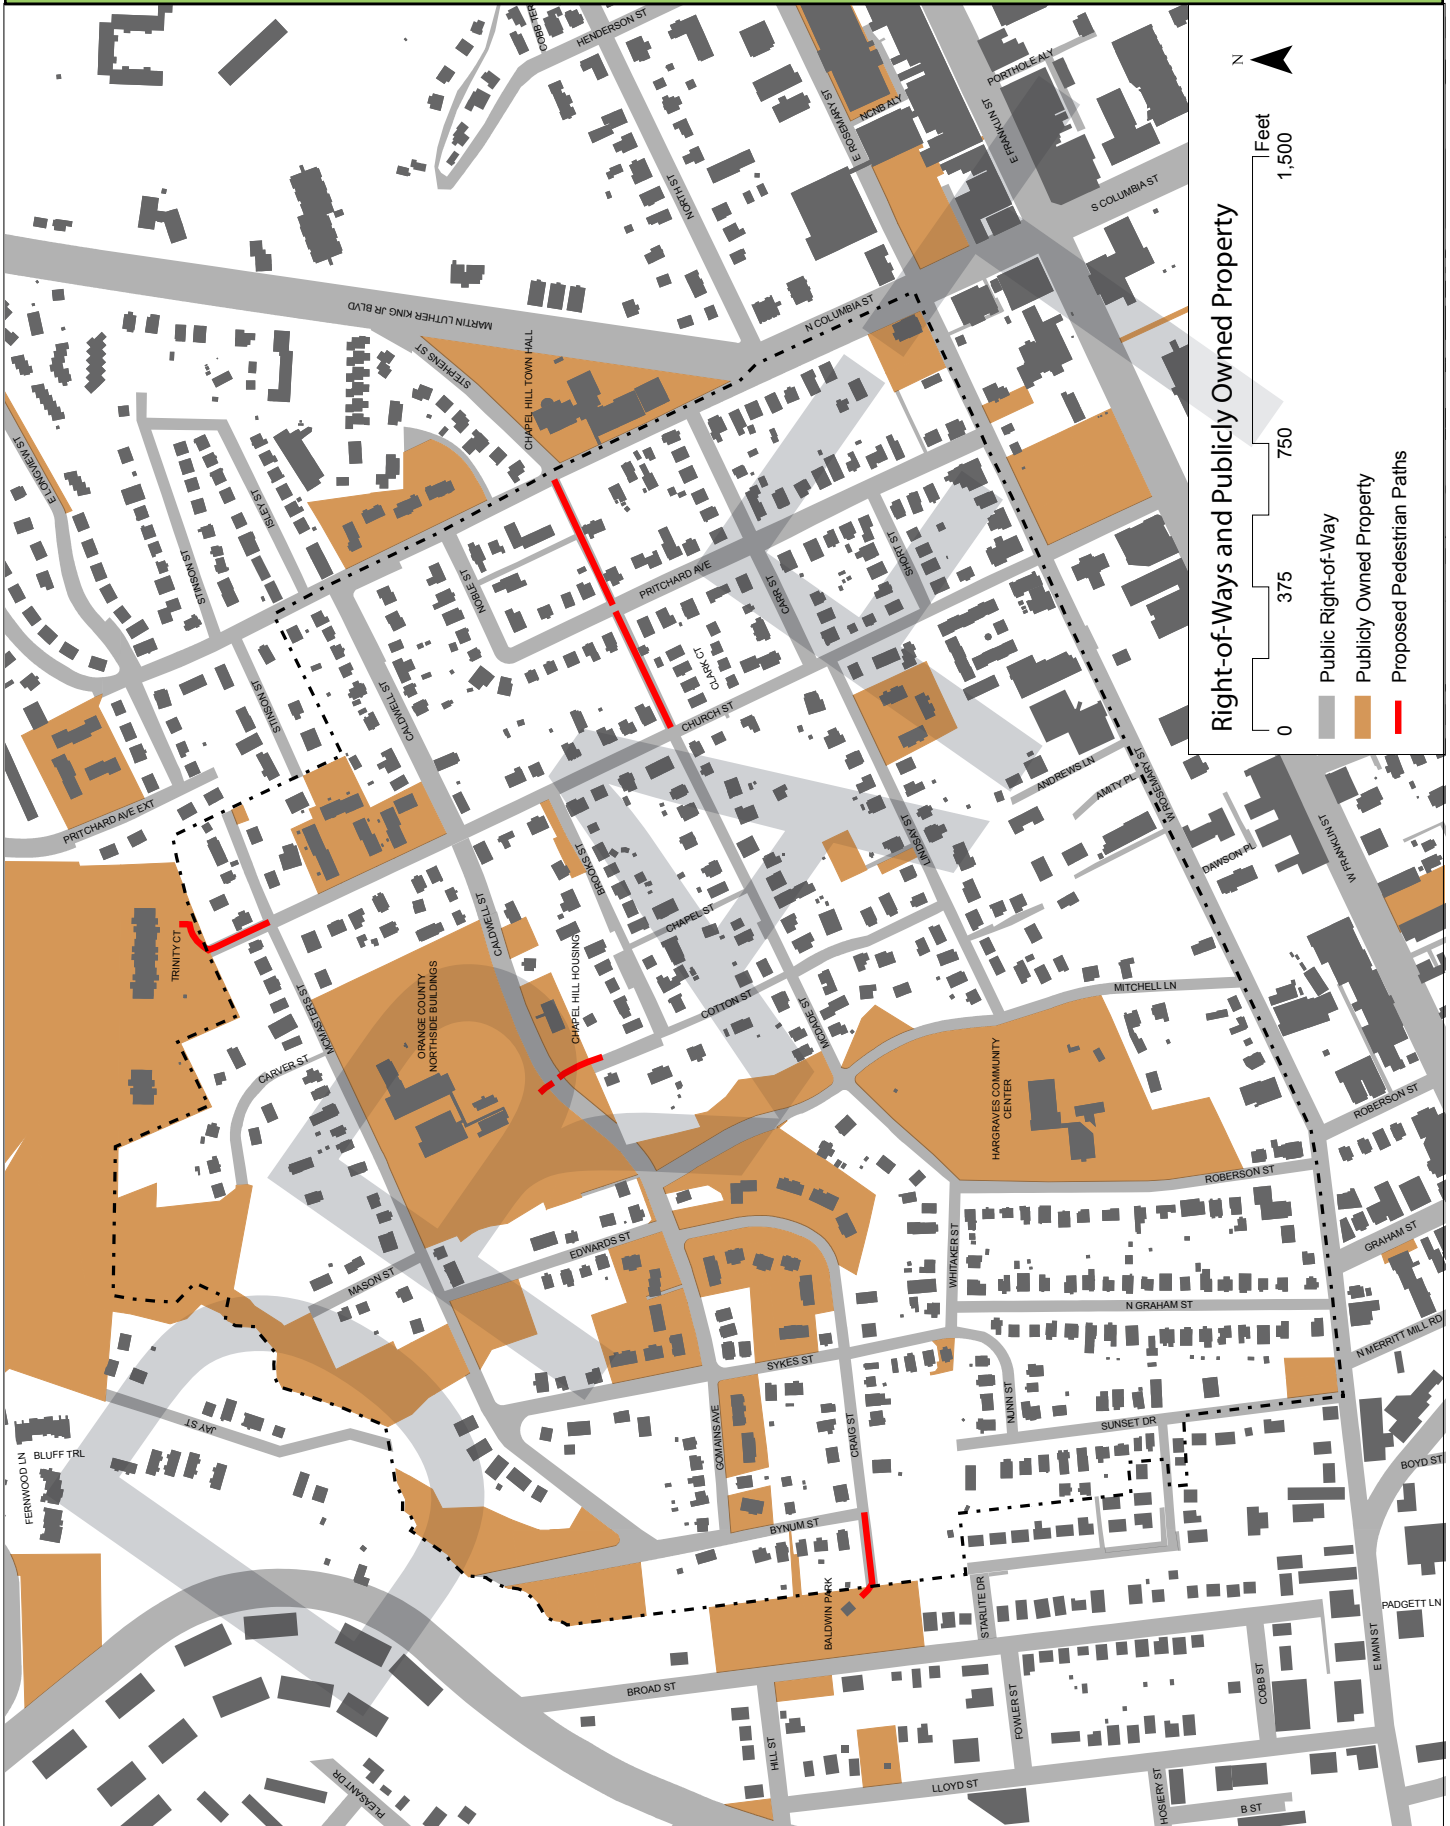 Right-of-Ways and Publicly Owned Property
N
0
375
750
1,500
Feet
Public Right-of-Way
Publicly Owned Property
Proposed Pedestrian Paths
HENDERSON ST
E ROSEMARY ST
NCNB ALY
PORTHOLE ALY
E FRANKLIN ST
S COLUMBIA ST
NORTH ST
N COLUMBIA ST
MARTIN LUTHER KING JR BLVD
STEPHENS ST
CHAPEL HILL TOWN HALL
E LONGVIEW ST
STINSON ST
ISLEY ST
NOBLE ST
PRITCHARD AVE
CARR ST
SHORT ST
CLARK CT
CHURCH ST
STINSON ST
CALDWELL ST
PRITCHARD AVE EXT
BROOKS ST
LINDSAY ST
ANDREWS LN
AMITY PL
W ROSEMARY ST
DAWSON PL
W FRANKLIN ST
CALDWELL ST
CHAPEL ST
CHAPEL HILL HOUSING
COTTON ST
MCDADE ST
MITCHELL LN
TRINITY CT
MCMASTERS ST
ORANGE COUNTY
NORTHSIDE BUILDINGS
CARVER ST
HARGRAVES COMMUNITY
CENTER
ROBERSON ST
ROBERSON ST
MASON ST
EDWARDS ST
WHITAKER ST
N GRAHAM ST
GRAHAM ST
N MERRITT MILL RD
SYKES ST
JAY ST
GOMAINS AVE
CRAIG ST
NUNN ST
SUNSET DR
BOYD ST
FERNWOOD LN
BLUFF TRL
BYNUM ST
BALDWIN PARK
STARLITE DR
PADGETT LN
E MAIN ST
BROAD ST
FOWLER ST
COBB ST
HILL ST
LLOYD ST
HOSIERY ST
B ST
PLEASANT DR